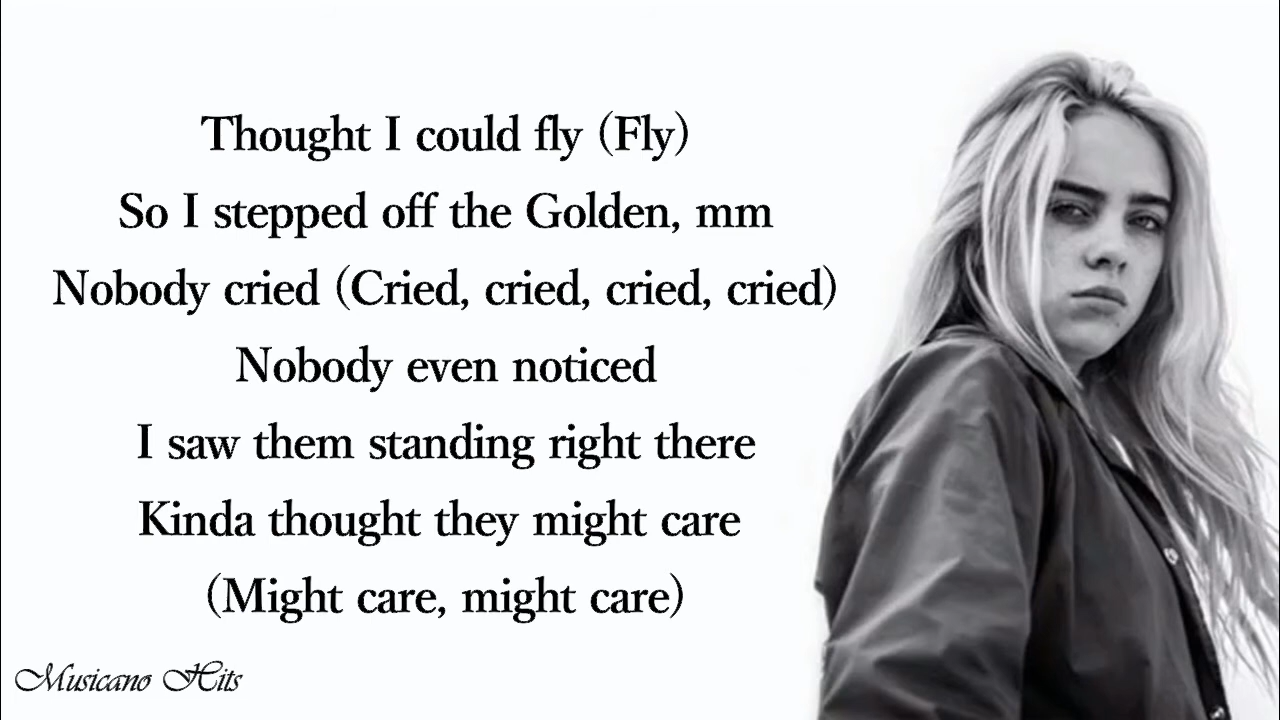 Thought I could fly (Fly)
So I stepped off the Golden, mm
Nobody cried (Cried, cried, cried, cried)
Nobody even noticed
I saw them standing right there
Kinda thought they might care
(Might care, might care)
Musicano Hits